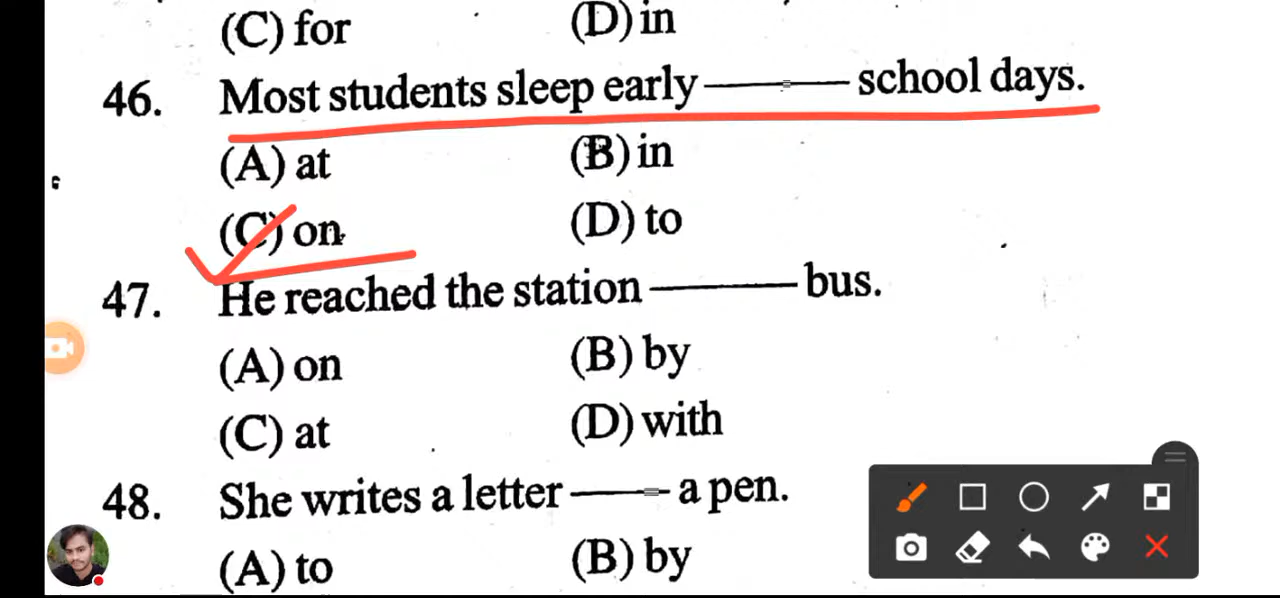 (C) for (D) in
46. Most students sleep early ——— school days.
(A) at (B) in
(C) on (D) to
47. He reached the station ——— bus.
(A) on (B) by
(C) at (D) with
48. She writes a letter ——— a pen.
(A) to (B) by